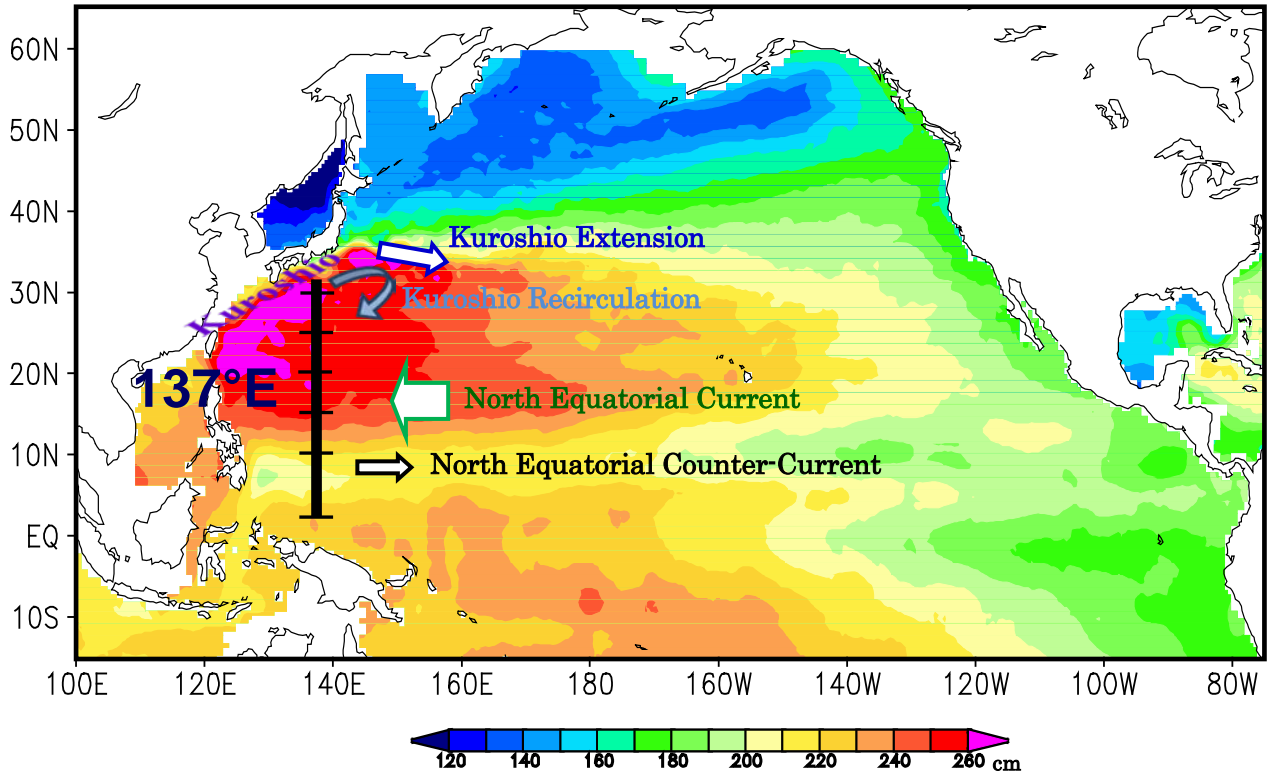 60N
50N
40N
30N
20N
10N
EQ
10S
Kuroshio Extension
Kuroshio
Kuroshio Recirculation
137°E
North Equatorial Current
North Equatorial Counter-Current
100E 120E 140E 160E 180 160W 140W 120W 100W 80W
120 140 160 180 200 220 240 260 cm